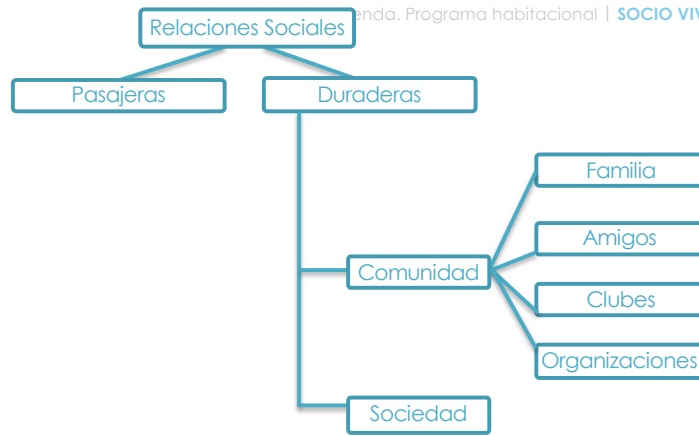 enda. Programa habitacional | SOCIO VIV
Relaciones Sociales
Pasajeras
Duraderas
Familia
Amigos
Comunidad
Clubes
Organizaciones
Sociedad